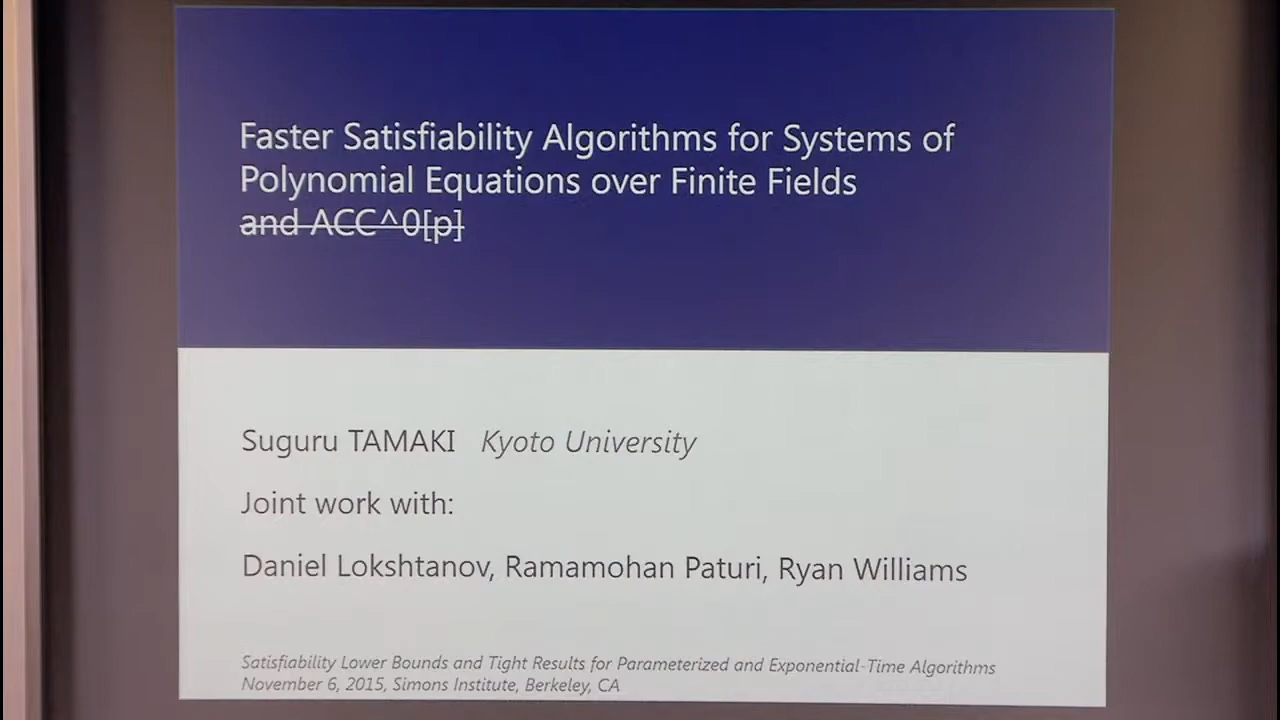 Faster Satisfiability Algorithms for Systems of
Polynomial Equations over Finite Fields
and ACC^0[p]
Suguru TAMAKI Kyoto University
Joint work with:
Daniel Lokshtanov, Ramamohan Paturi, Ryan Williams
Satisfiability Lower Bounds and Tight Results for Parameterized and Exponential-Time Algorithms
November 6, 2015, Simons Institute, Berkeley, CA